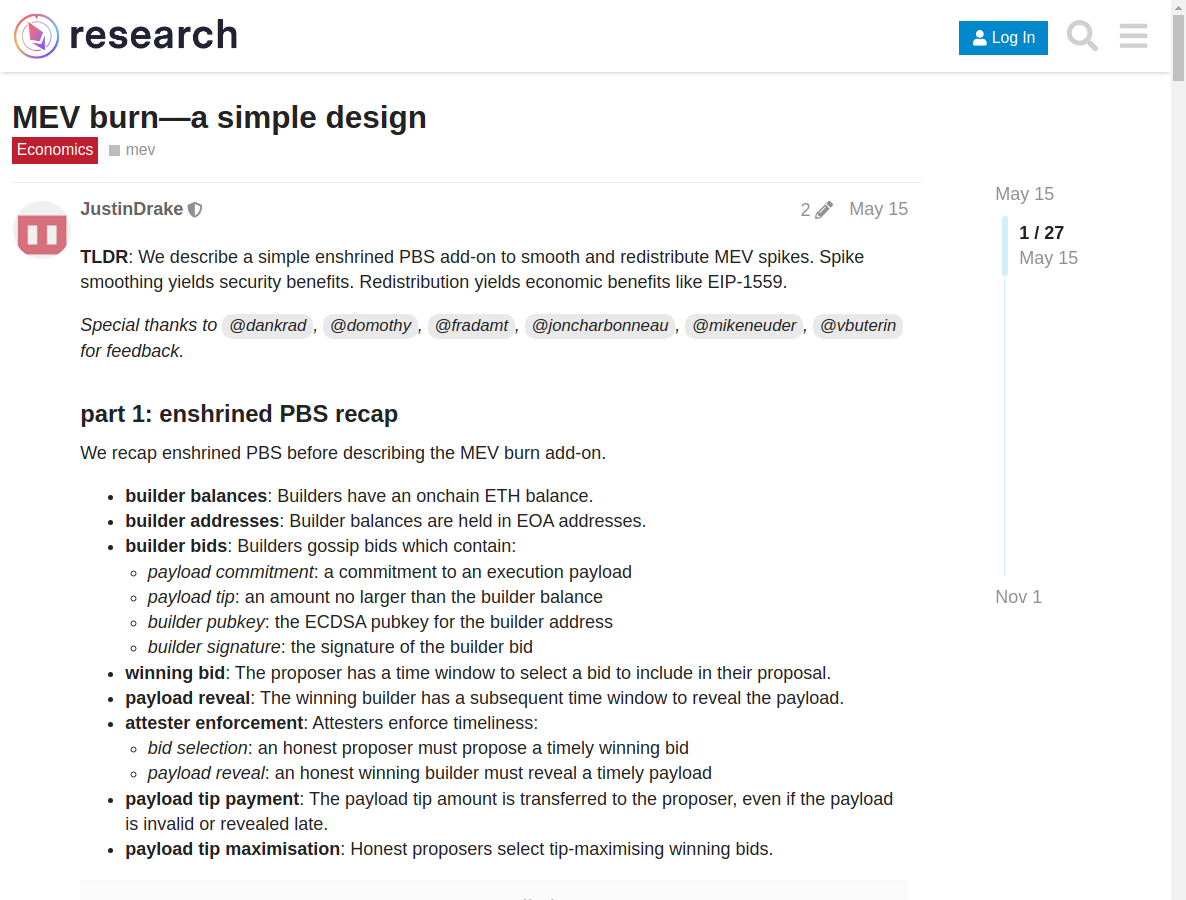 research
Log In
MEV burn—a simple design
Economics
mev
JustinDrake
2
May 15
TLDR: We describe a simple enshrined PBS add-on to smooth and redistribute MEV spikes. Spike
smoothing yields security benefits. Redistribution yields economic benefits like EIP-1559.
Special thanks to @dankrad, @domothy, @fradamt, @joncharbonneau, @mikeneuder, @vbuterin
for feedback.
part 1: enshrined PBS recap
We recap enshrined PBS before describing the MEV burn add-on.
• builder balances: Builders have an onchain ETH balance.
• builder addresses: Builder balances are held in EOA addresses.
• builder bids: Builders gossip bids which contain:
◦ payload commitment: a commitment to an execution payload
◦ payload tip: an amount no larger than the builder balance
◦ builder pubkey: the ECDSA pubkey for the builder address
◦ builder signature: the signature of the builder bid
• winning bid: The proposer has a time window to select a bid to include in their proposal.
• payload reveal: The winning builder has a subsequent time window to reveal the payload.
• attester enforcement: Attesters enforce timeliness:
◦ bid selection: an honest proposer must propose a timely winning bid
◦ payload reveal: an honest winning builder must reveal a timely payload
• payload tip payment: The payload tip amount is transferred to the proposer, even if the payload
is invalid or revealed late.
• payload tip maximisation: Honest proposers select tip-maximising winning bids.
May 15
1 / 27
May 15
Nov 1